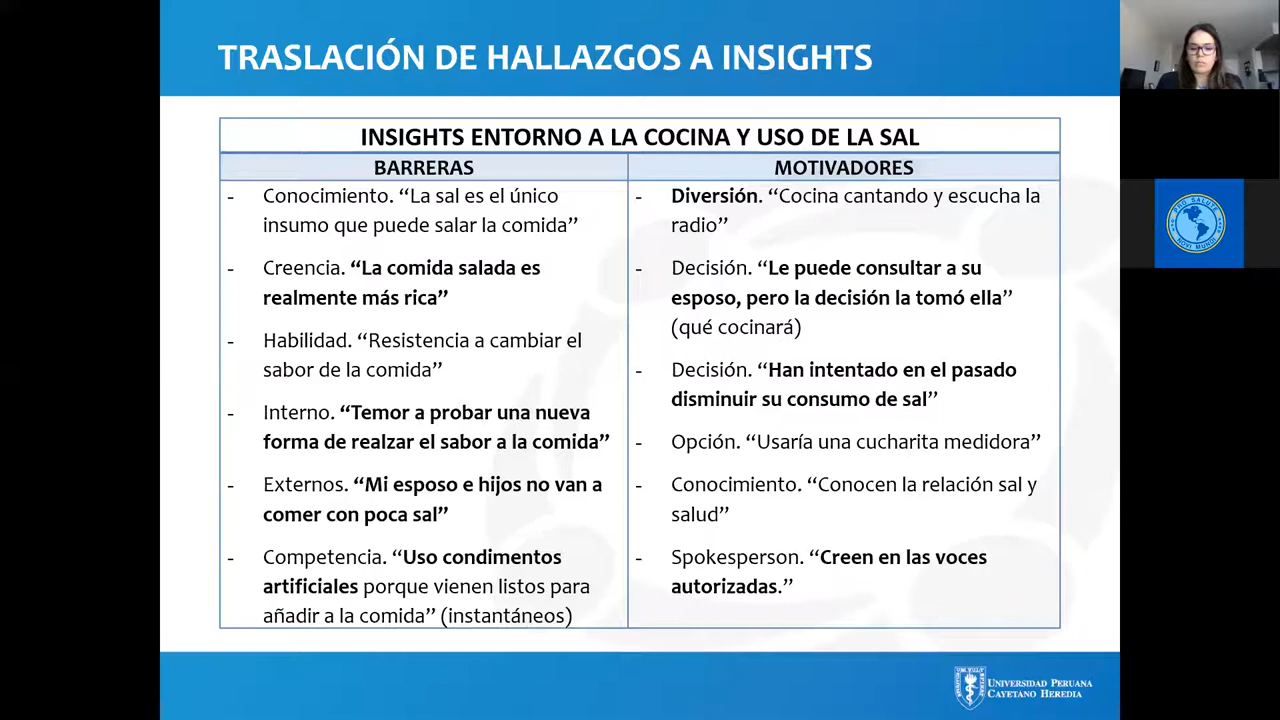 TRASLACIÓN DE HALLAZGOS A INSIGHTS
INSIGHTS ENTORNO A LA COCINA Y USO DE LA SAL
BARRERAS
- Conocimiento. “La sal es el único
insumo que puede salar la comida”
- Creencia. “La comida salada es
realmente más rica”
- Habilidad. “Resistencia a cambiar el
sabor de la comida”
- Interno. “Temor a probar una nueva
forma de realzar el sabor a la comida”
- Externos. “Mi esposo e hijos no van a
comer con poca sal”
- Competencia. “Uso condimentos
artificiales porque vienen listos para
añadir a la comida” (instantáneos)
MOTIVADORES
- Diversión. “Cocina cantando y escucha la
radio”
- Decisión. “Le puede consultar a su
esposo, pero la decisión la tomó ella”
(qué cocinará)
- Decisión. “Han intentado en el pasado
disminuir su consumo de sal”
- Opción. “Usaría una cucharita medidora”
- Conocimiento. “Conocen la relación sal y
salud”
- Spokesperson. “Creen en las voces
autorizadas.”
UNIVERSIDAD PERUANA
CAYETANO HEREDIA
PRO SALUTE
NOVI MUNDI